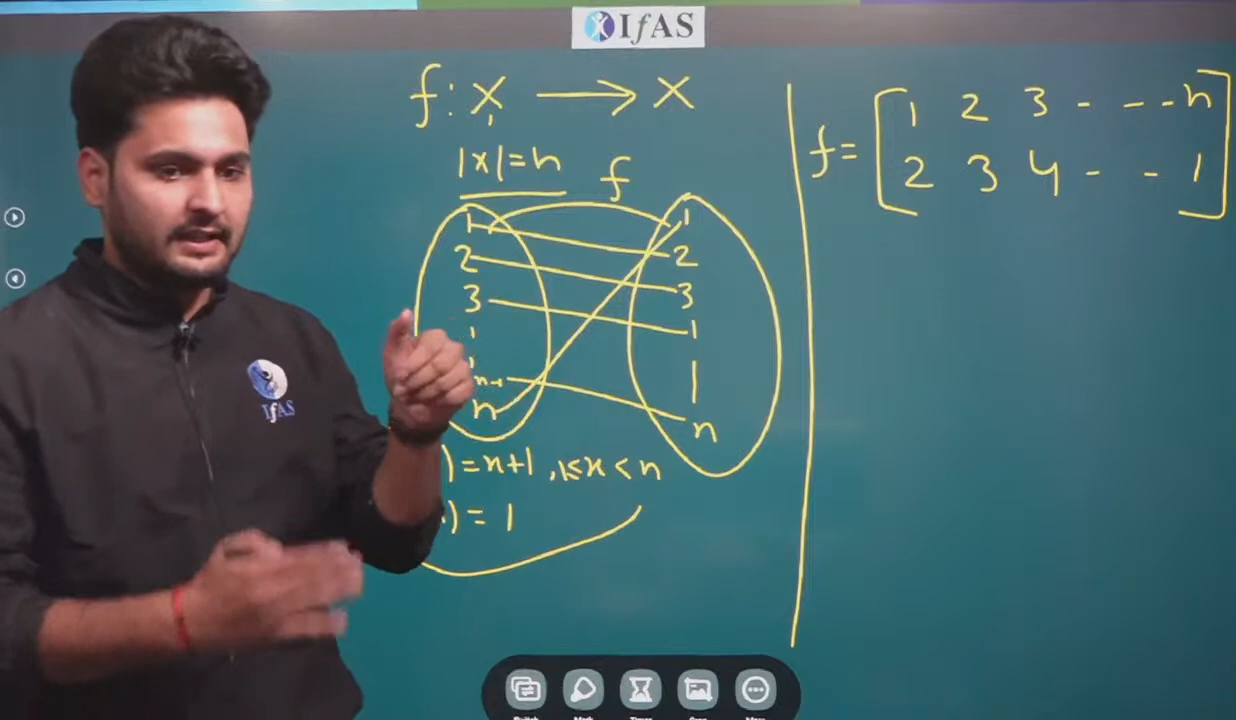 IfAS
f: X → X
|x|=n
f
1
2
3
n-1
n
1
2
3
n
) = x+1, 1≤x<n
) = 1
f = [ 1 2 3 - - - n
2 3 4 - - 1 ]
IfAS